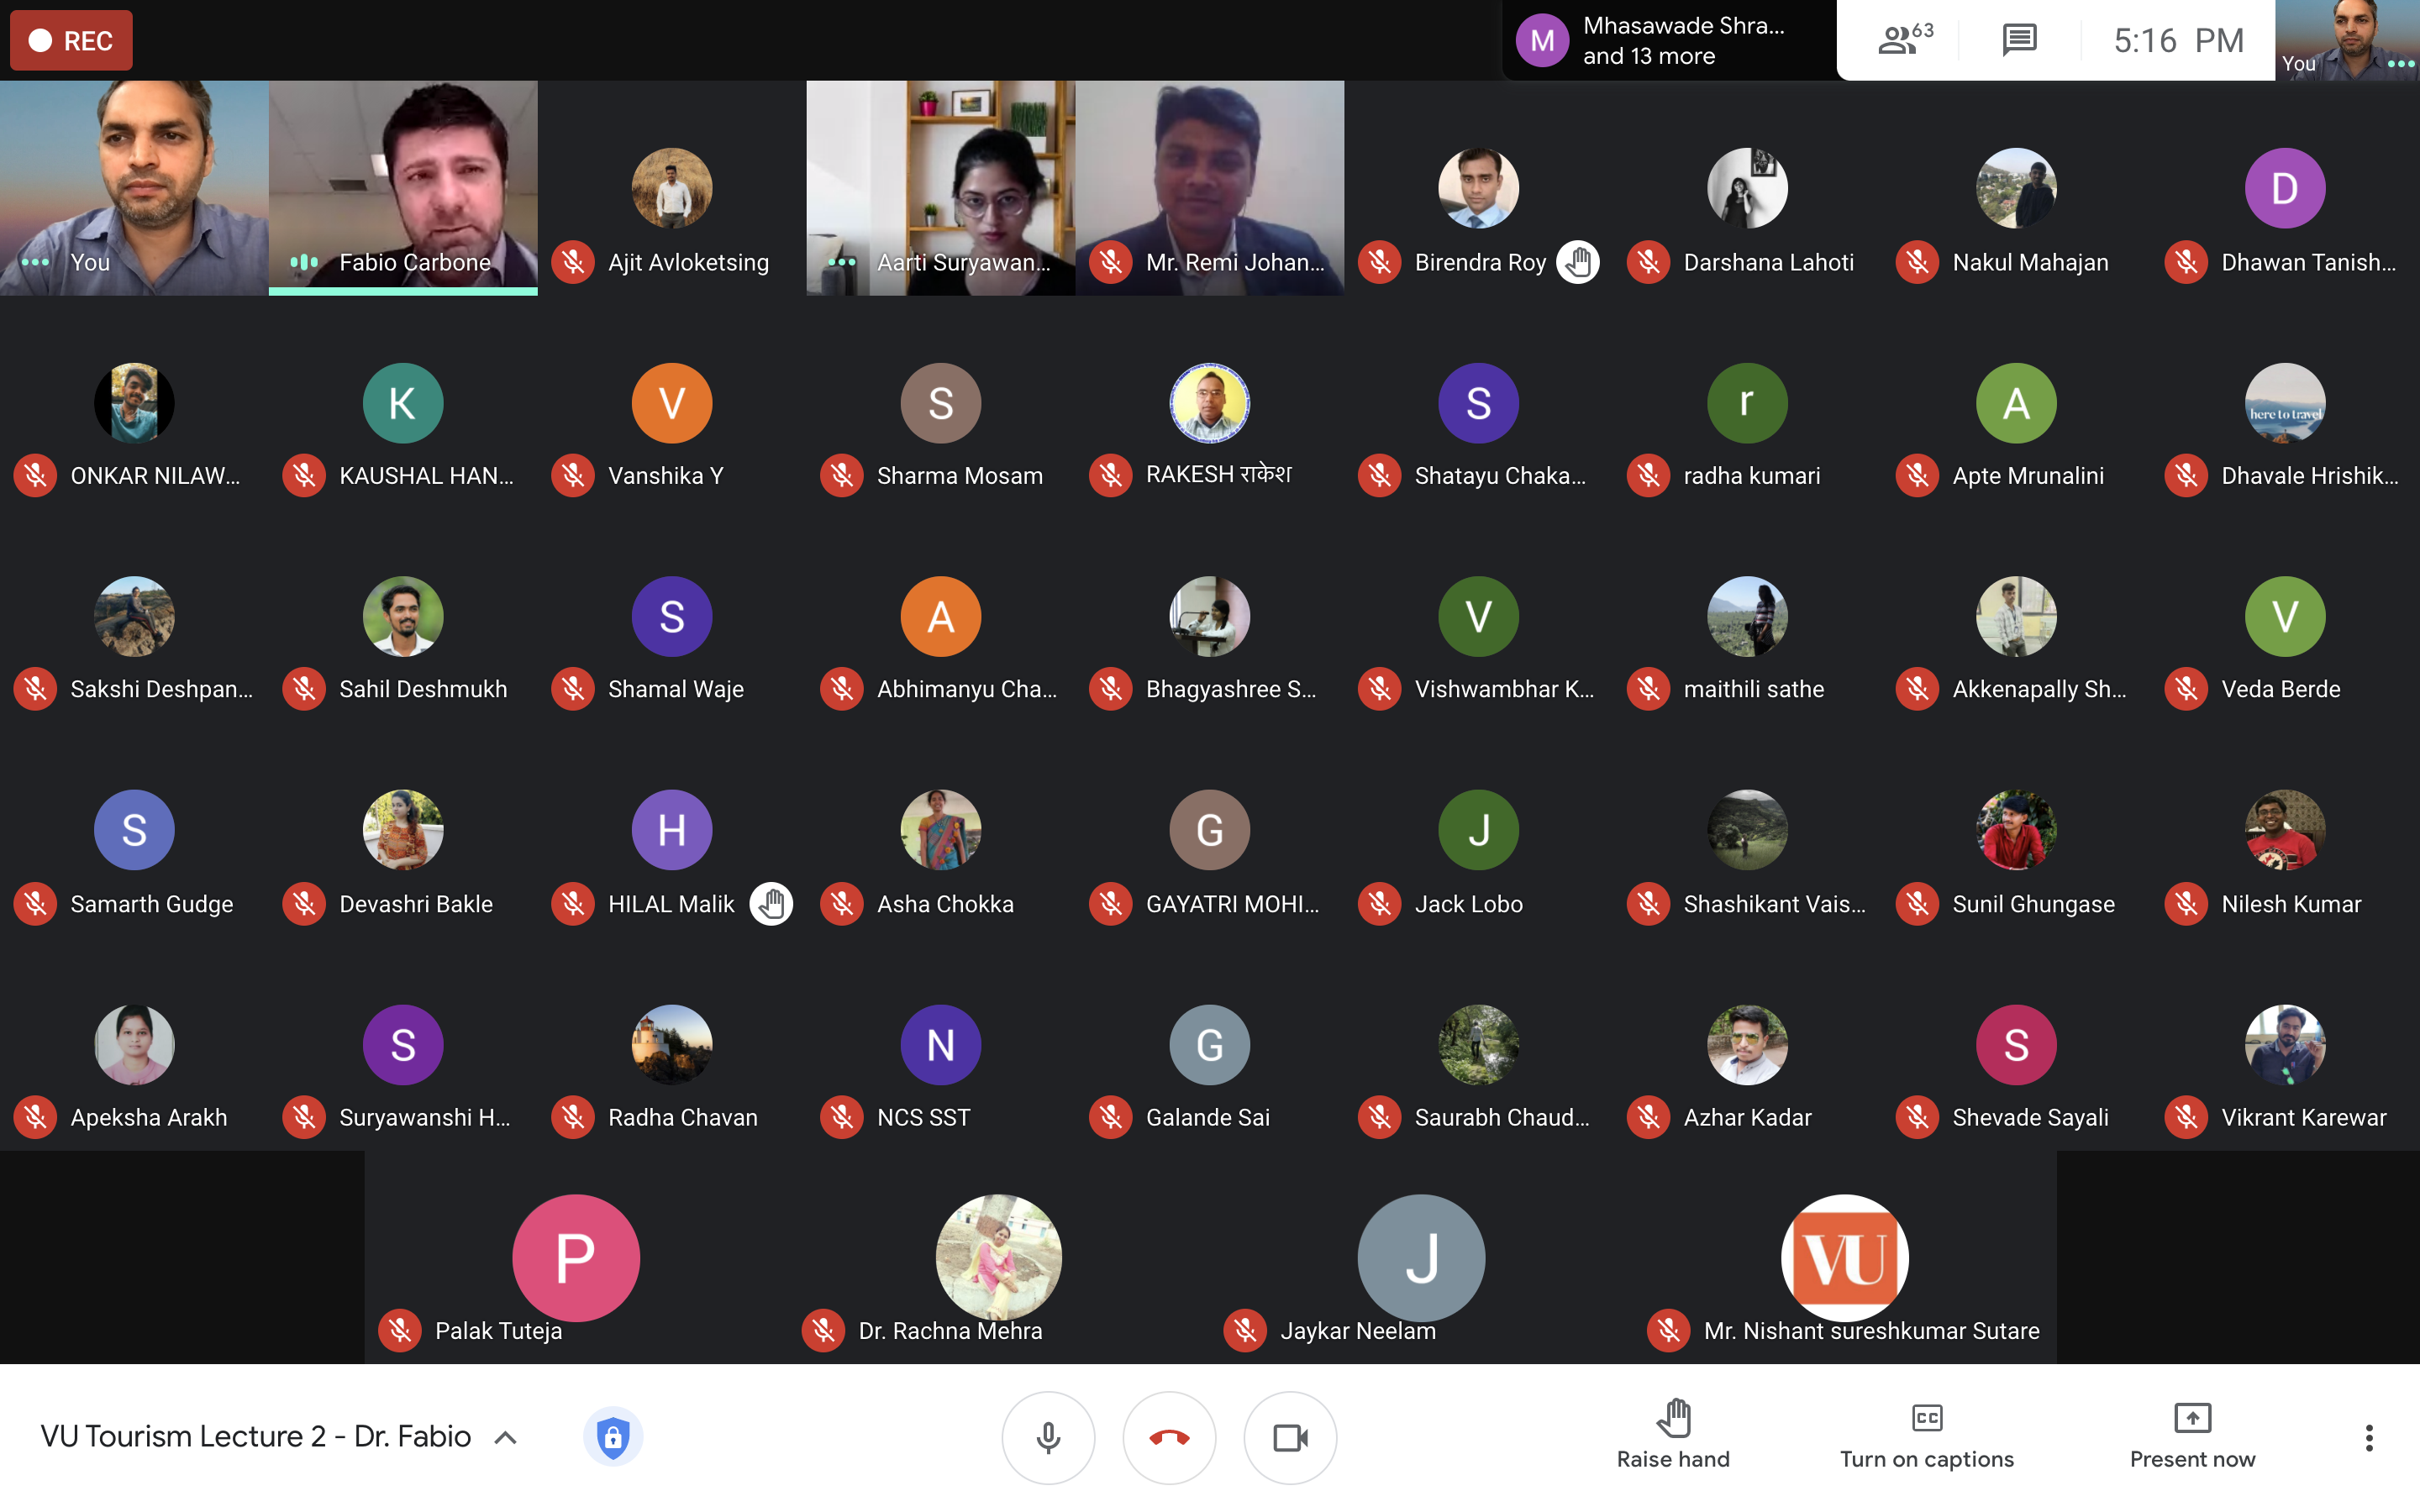 REC
M
Mhasawade Shra...
and 13 more
63
5:16 PM
You
You
Fabio Carbone
Ajit Avloketsing
Aarti Suryawan...
Mr. Remi Johan...
Birendra Roy
Darshana Lahoti
Nakul Mahajan
D
Dhawan Tanish...
ONKAR NILAW...
K
KAUSHAL HAN...
V
Vanshika Y
S
Sharma Mosam
RAKESH राकेश
S
Shatayu Chaka...
r
radha kumari
A
Apte Mrunalini
here to travel
Dhavale Hrishik...
Sakshi Deshpan...
Sahil Deshmukh
S
Shamal Waje
A
Abhimanyu Cha...
Bhagyashree S...
V
Vishwambhar K...
maithili sathe
Akkenapally Sh...
V
Veda Berde
S
Samarth Gudge
Devashri Bakle
H
HILAL Malik
Asha Chokka
G
GAYATRI MOHI...
J
Jack Lobo
Shashikant Vais...
Sunil Ghungase
Nilesh Kumar
Apeksha Arakh
S
Suryawanshi H...
Radha Chavan
N
NCS SST
G
Galande Sai
Saurabh Chaud...
Azhar Kadar
S
Shevade Sayali
Vikrant Karewar
P
Palak Tuteja
Dr. Rachna Mehra
J
Jaykar Neelam
VU
Mr. Nishant sureshkumar Sutare
VU Tourism Lecture 2 - Dr. Fabio
Raise hand
CC
Turn on captions
Present now